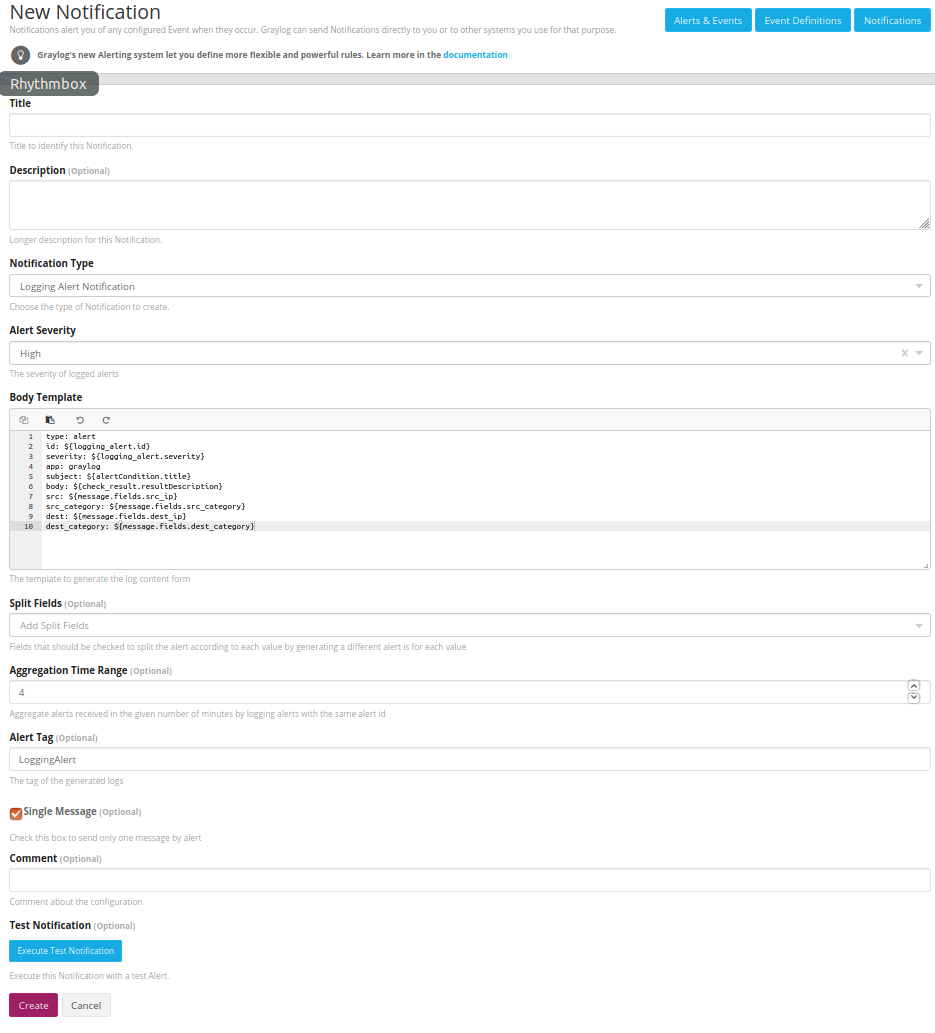 New Notification
Notifications alert you of any configured Event when they occur. Graylog can send Notifications directly to you or to other systems you use for that purpose.
Alerts & Events
Event Definitions
Notifications
Graylog's new Alerting system let you define more flexible and powerful rules. Learn more in the documentation
Rhythmbox
Title
Title to identify this Notification.
Description (Optional)
Longer description for this Notification.
Notification Type
Logging Alert Notification
Choose the type of Notification to create.
Alert Severity
High
The severity of logged alerts
Body Template
1 type: alert
2 id: ${logging_alert.id}
3 severity: ${logging_alert.severity}
4 app: graylog
5 subject: ${alertCondition.title}
6 body: ${check_result.resultDescription}
7 src: ${message.fields.src_ip}
8 src_category: ${message.fields.src_category}
9 dest: ${message.fields.dest_ip}
10 dest_category: ${message.fields.dest_category}
The template to generate the log content form
Split Fields (Optional)
Add Split Fields
Fields that should be checked to split the alert according to each value by generating a different alert is for each value
Aggregation Time Range (Optional)
4
Aggregate alerts received in the given number of minutes by logging alerts with the same alert id
Alert Tag (Optional)
LoggingAlert
The tag of the generated logs
Single Message (Optional)
Check this box to send only one message by alert
Comment (Optional)
Comment about the configuration
Test Notification (Optional)
Execute Test Notification
Execute this Notification with a test Alert.
Create
Cancel